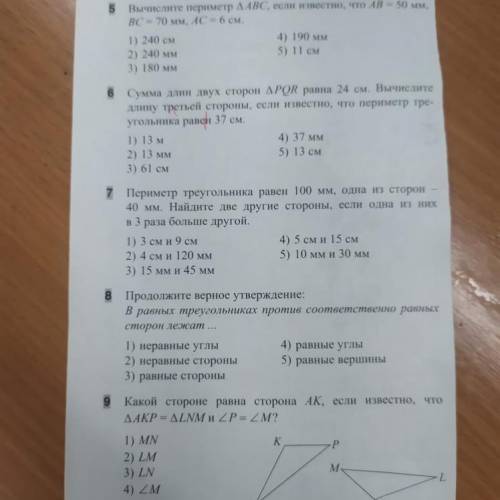 5 Вычислите периметр △ABC, если известно, что AB = 50 мм,
BC = 70 мм, AC = 6 см.
1) 240 см 4) 190 мм
2) 240 мм 5) 11 см
3) 180 мм
6 Сумма длин двух сторон △PQR равна 24 см. Вычислите
длину третьей стороны, если известно, что периметр тре-
угольника равен 37 см.
1) 13 м 4) 37 мм
2) 13 мм 5) 13 см
3) 61 см
7 Периметр треугольника равен 100 мм, одна из сторон –
40 мм. Найдите две другие стороны, если одна из них
в 3 раза больше другой.
1) 3 см и 9 см 4) 5 см и 15 см
2) 4 см и 120 мм 5) 10 мм и 30 мм
3) 15 мм и 45 мм
8 Продолжите верное утверждение:
В равных треугольниках против соответственно равных
сторон лежат ...
1) неравные углы 4) равные углы
2) неравные стороны 5) равные вершины
3) равные стороны
9 Какой стороне равна сторона AK, если известно, что
△AKP = △LNM и ∠P = ∠M?
1) MN
2) LM
3) LN
4) ∠M
K P
M L